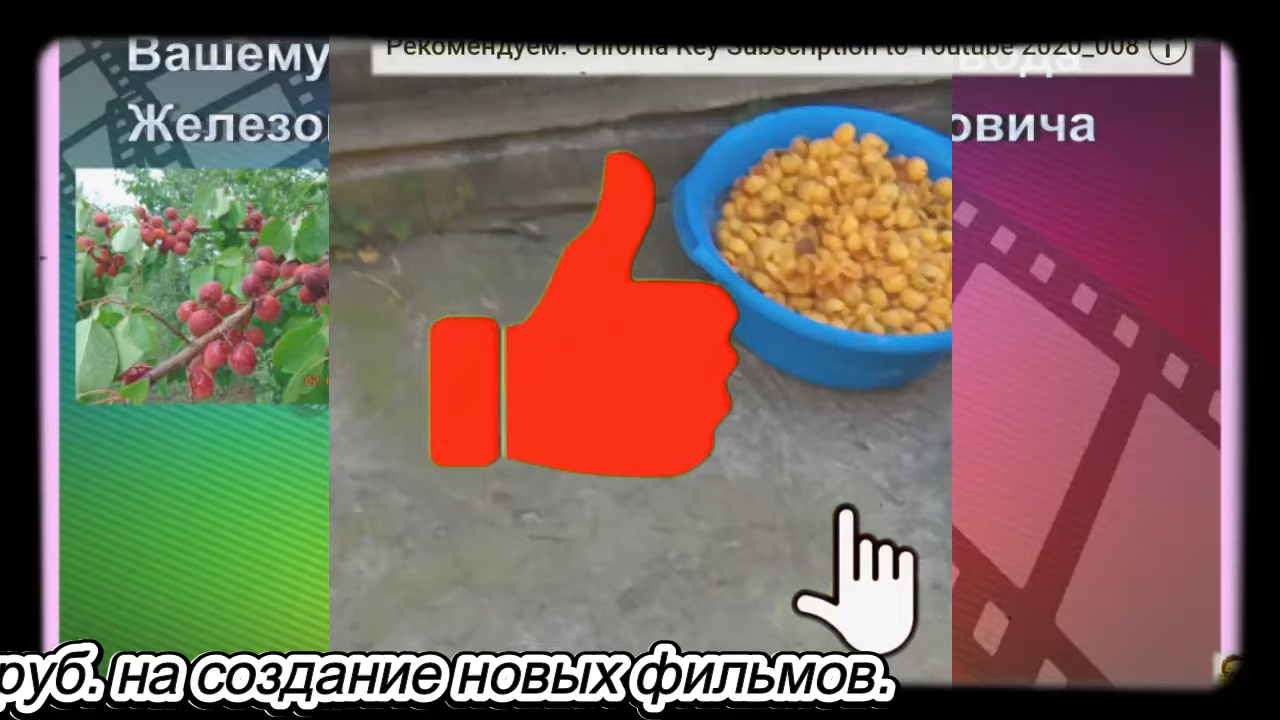 Рекомендуем: Chroma Key Subscription to Youtube 2020_008
Вашему вода
Железо овича
руб. на создание новых фильмов.